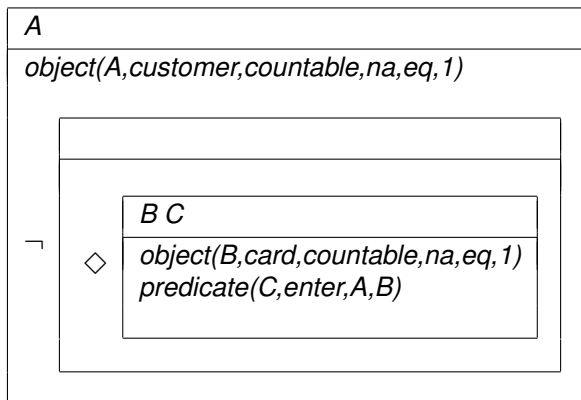 A
object(A,customer,countable,na,eq,1)
B C
object(B,card,countable,na,eq,1)
¬ ◇
predicate(C,enter,A,B)